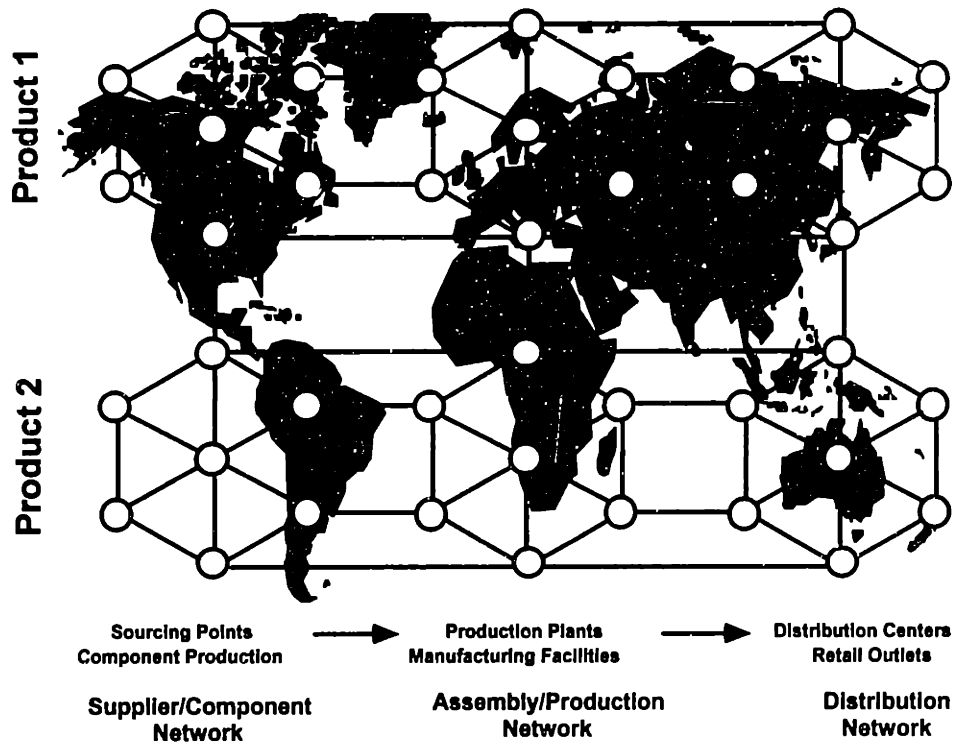 Product 1
Product 2
Sourcing Points
Component Production
Production Plants
Manufacturing Facilities
Distribution Centers
Retail Outlets
Supplier/Component
Network
Assembly/Production
Network
Distribution
Network